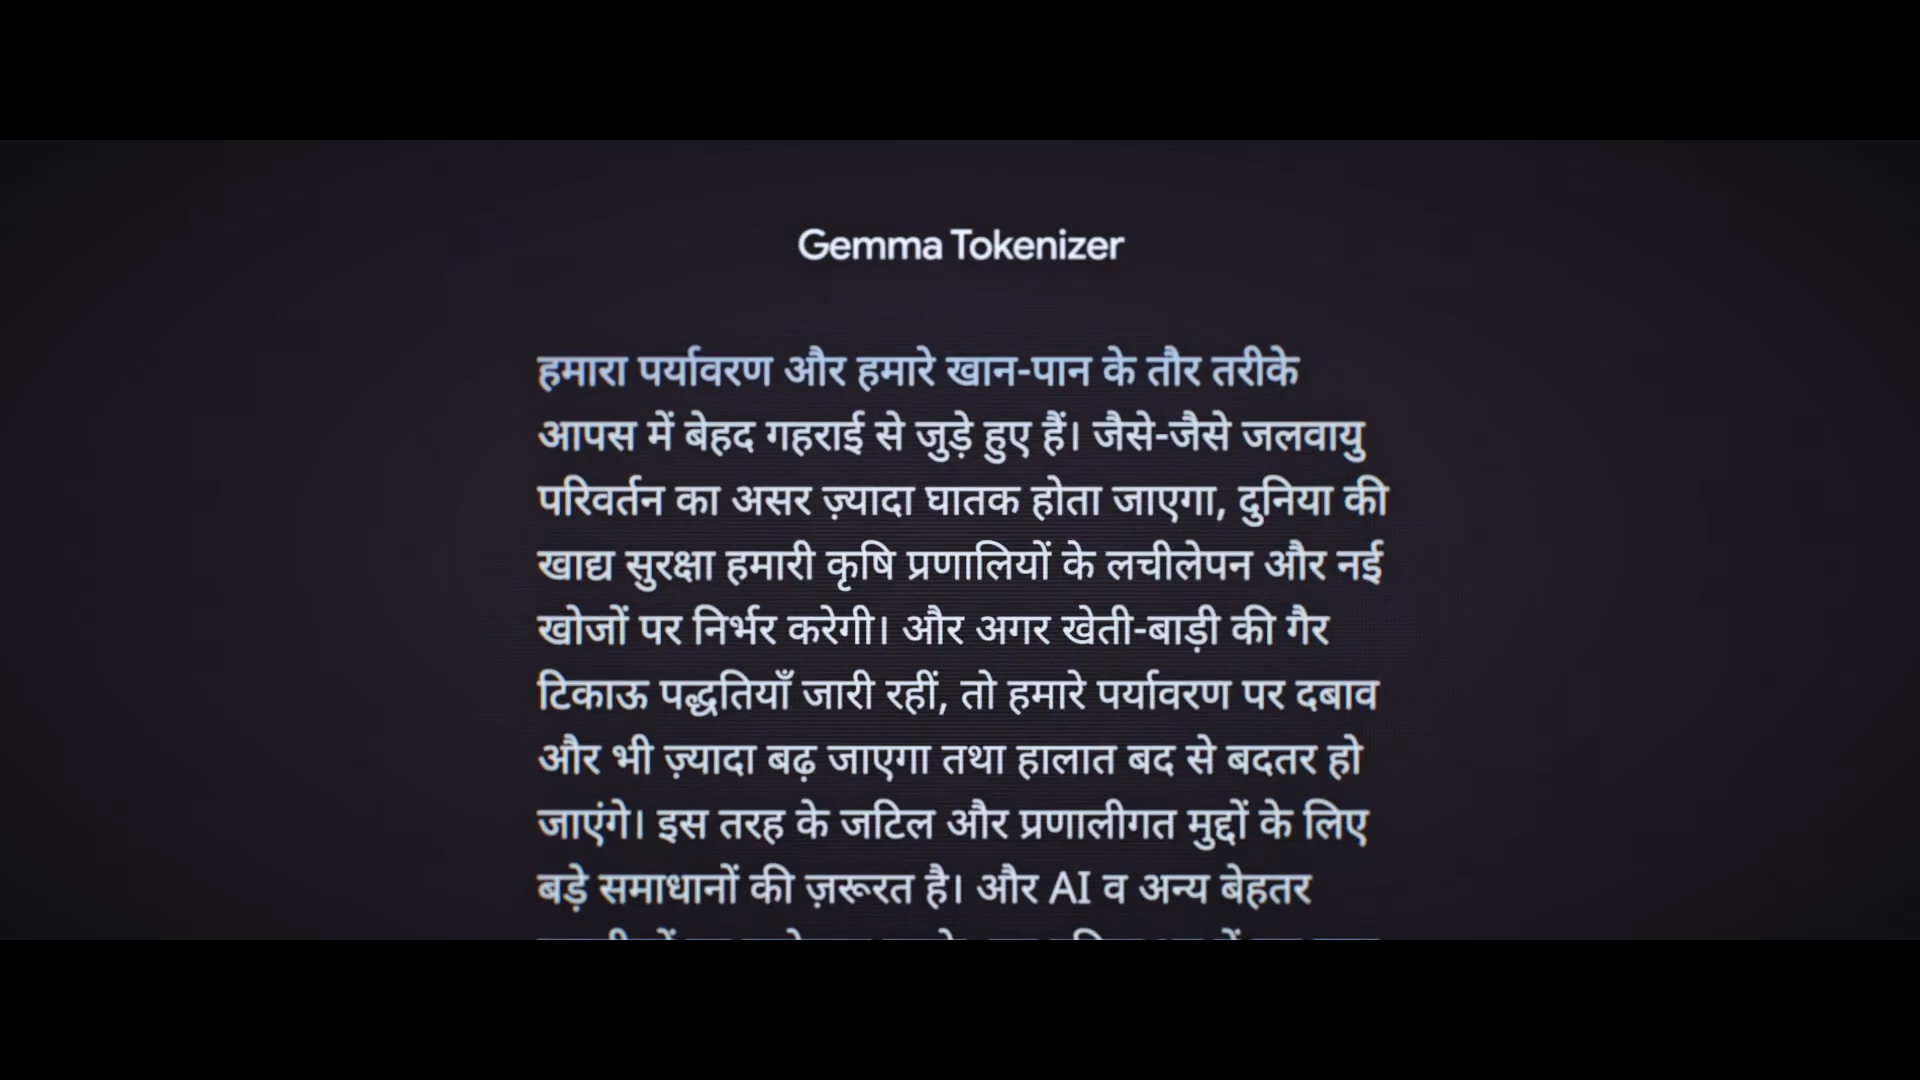 Gemma Tokenizer
हमारा पर्यावरण और हमारे खान-पान के तौर तरीके
आपस में बेहद गहराई से जुड़े हुए हैं। जैसे-जैसे जलवायु
परिवर्तन का असर ज़्यादा घातक होता जाएगा, दुनिया की
खाद्य सुरक्षा हमारी कृषि प्रणालियों के लचीलेपन और नई
खोजों पर निर्भर करेगी। और अगर खेती-बाड़ी की गैर
टिकाऊ पद्धतियाँ जारी रहीं, तो हमारे पर्यावरण पर दबाव
और भी ज़्यादा बढ़ जाएगा तथा हालात बद से बदतर हो
जाएंगे। इस तरह के जटिल और प्रणालीगत मुद्दों के लिए
बड़े समाधानों की ज़रूरत है। और AI व अन्य बेहतर